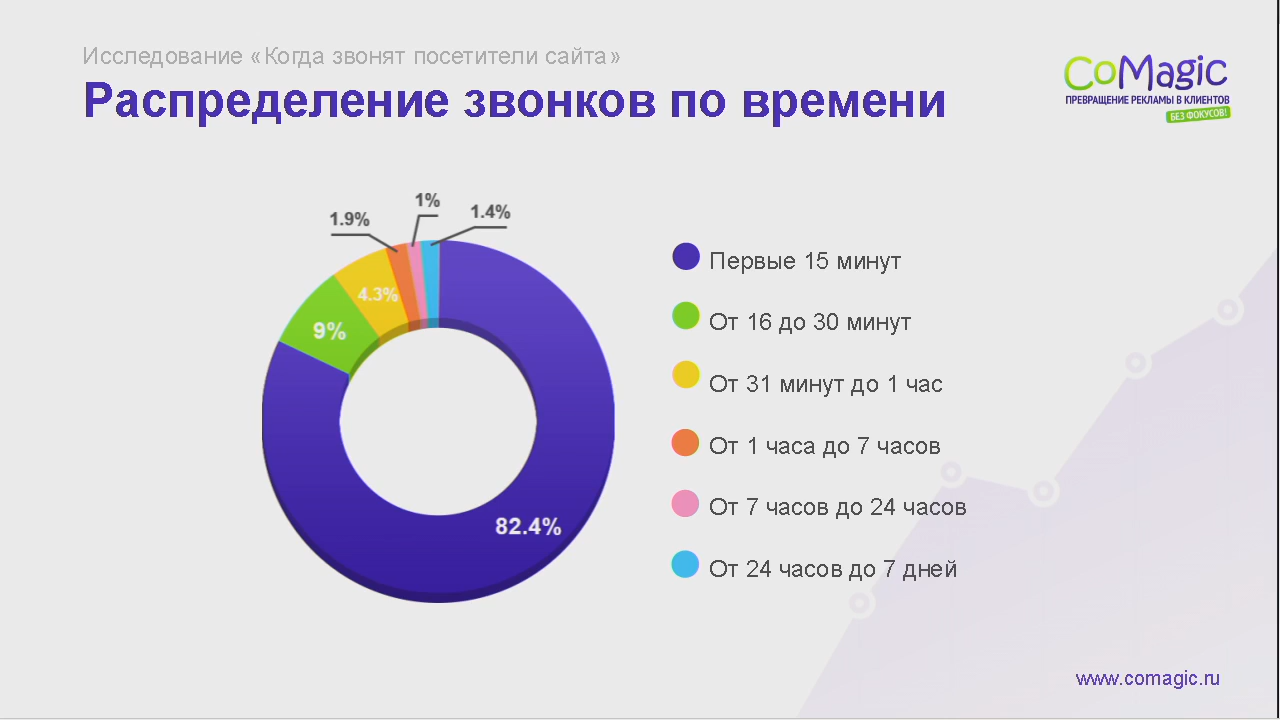 Исследование «Когда звонят посетители сайта»
Распределение звонков по времени
CoMagic
ПРЕВРАЩЕНИЕ РЕКЛАМЫ В КЛИЕНТОВ
БЕЗ ФОКУСОВ!
1.9%
1%
1.4%
4.3%
9%
82.4%
Первые 15 минут
От 16 до 30 минут
От 31 минут до 1 час
От 1 часа до 7 часов
От 7 часов до 24 часов
От 24 часов до 7 дней
www.comagic.ru